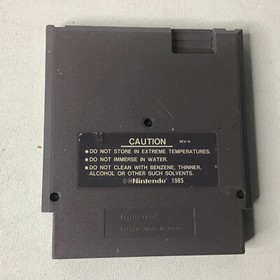 CAUTION
REV-A
• DO NOT STORE IN EXTREME TEMPERATURES.
• DO NOT IMMERSE IN WATER.
• DO NOT CLEAN WITH BENZENE, THINNER,
ALCOHOL OR OTHER SUCH SOLVENTS.
©®Nintendo 1985
Nintendo